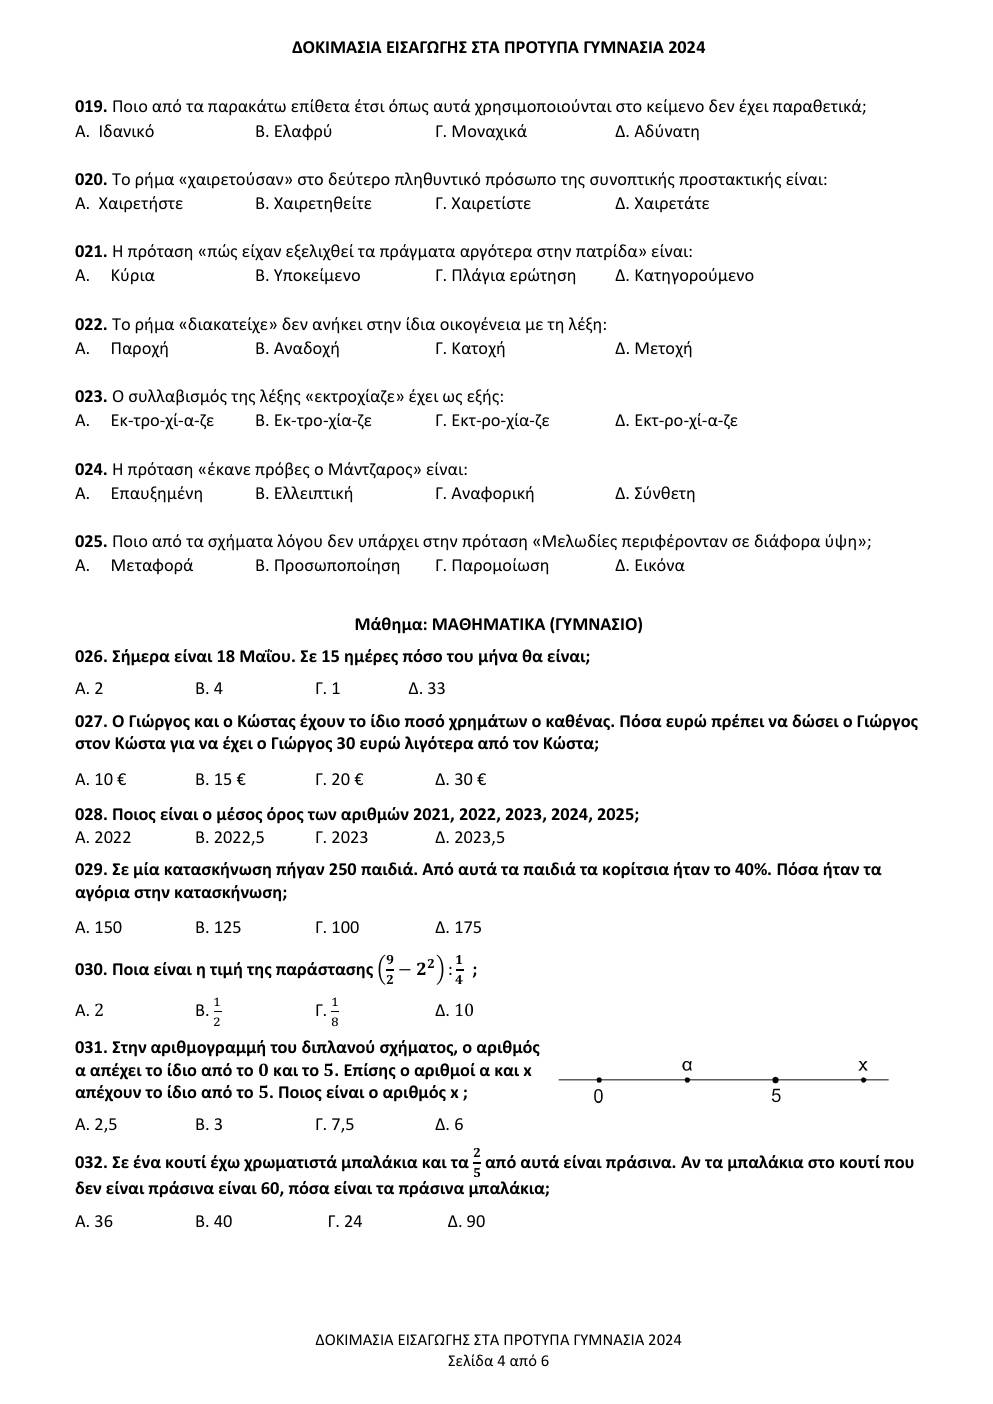 ΔΟΚΙΜΑΣΙΑ ΕΙΣΑΓΩΓΗΣ ΣΤΑ ΠΡΟΤΥΠΑ ΓΥΜΝΑΣΙΑ 2024
019. Ποιο από τα παρακάτω επίθετα έτσι όπως αυτά χρησιμοποιούνται στο κείμενο δεν έχει παραθετικά;
Α. Ιδανικό Β. Ελαφρύ Γ. Μοναχικά Δ. Αδύνατη
020. Το ρήμα «χαιρετούσαν» στο δεύτερο πληθυντικό πρόσωπο της συνοπτικής προστακτικής είναι:
Α. Χαιρετήστε Β. Χαιρετηθείτε Γ. Χαιρετίστε Δ. Χαιρετάτε
021. Η πρόταση «πώς είχαν εξελιχθεί τα πράγματα αργότερα στην πατρίδα» είναι:
Α. Κύρια Β. Υποκείμενο Γ. Πλάγια ερώτηση Δ. Κατηγορούμενο
022. Το ρήμα «διακατείχε» δεν ανήκει στην ίδια οικογένεια με τη λέξη:
Α. Παροχή Β. Αναδοχή Γ. Κατοχή Δ. Μετοχή
023. Ο συλλαβισμός της λέξης «εκτροχίαζε» έχει ως εξής:
Α. Εκ-τρο-χί-α-ζε Β. Εκ-τρο-χία-ζε Γ. Εκτ-ρο-χία-ζε Δ. Εκτ-ρο-χί-α-ζε
024. Η πρόταση «έκανε πρόβες ο Μάντζαρος» είναι:
Α. Επαυξημένη Β. Ελλειπτική Γ. Αναφορική Δ. Σύνθετη
025. Ποιο από τα σχήματα λόγου δεν υπάρχει στην πρόταση «Μελωδίες περιφέρονταν σε διάφορα ύψη»;
Α. Μεταφορά Β. Προσωποποίηση Γ. Παρομοίωση Δ. Εικόνα
Μάθημα: ΜΑΘΗΜΑΤΙΚΑ (ΓΥΜΝΑΣΙΟ)
026. Σήμερα είναι 18 Μαΐου. Σε 15 ημέρες πόσο του μήνα θα είναι;
Α. 2 Β. 4 Γ. 1 Δ. 33
027. Ο Γιώργος και ο Κώστας έχουν το ίδιο ποσό χρημάτων ο καθένας. Πόσα ευρώ πρέπει να δώσει ο Γιώργος
στον Κώστα για να έχει ο Γιώργος 30 ευρώ λιγότερα από τον Κώστα;
Α. 10 € Β. 15 € Γ. 20 € Δ. 30 €
028. Ποιος είναι ο μέσος όρος των αριθμών 2021, 2022, 2023, 2024, 2025;
Α. 2022 Β. 2022,5 Γ. 2023 Δ. 2023,5
029. Σε μία κατασκήνωση πήγαν 250 παιδιά. Από αυτά τα παιδιά τα κορίτσια ήταν το 40%. Πόσα ήταν τα
αγόρια στην κατασκήνωση;
Α. 150 Β. 125 Γ. 100 Δ. 175
030. Ποια είναι η τιμή της παράστασης (9/2 − 2²) : 1/4 ;
Α. 2 Β. 1/2 Γ. 1/8 Δ. 10
031. Στην αριθμογραμμή του διπλανού σχήματος, ο αριθμός
α απέχει το ίδιο από το 0 και το 5. Επίσης ο αριθμοί α και x
απέχουν το ίδιο από το 5. Ποιος είναι ο αριθμός x ;
α x
0 5
Α. 2,5 Β. 3 Γ. 7,5 Δ. 6
032. Σε ένα κουτί έχω χρωματιστά μπαλάκια και τα 2/5 από αυτά είναι πράσινα. Αν τα μπαλάκια στο κουτί που
δεν είναι πράσινα είναι 60, πόσα είναι τα πράσινα μπαλάκια;
Α. 36 Β. 40 Γ. 24 Δ. 90
ΔΟΚΙΜΑΣΙΑ ΕΙΣΑΓΩΓΗΣ ΣΤΑ ΠΡΟΤΥΠΑ ΓΥΜΝΑΣΙΑ 2024
Σελίδα 4 από 6